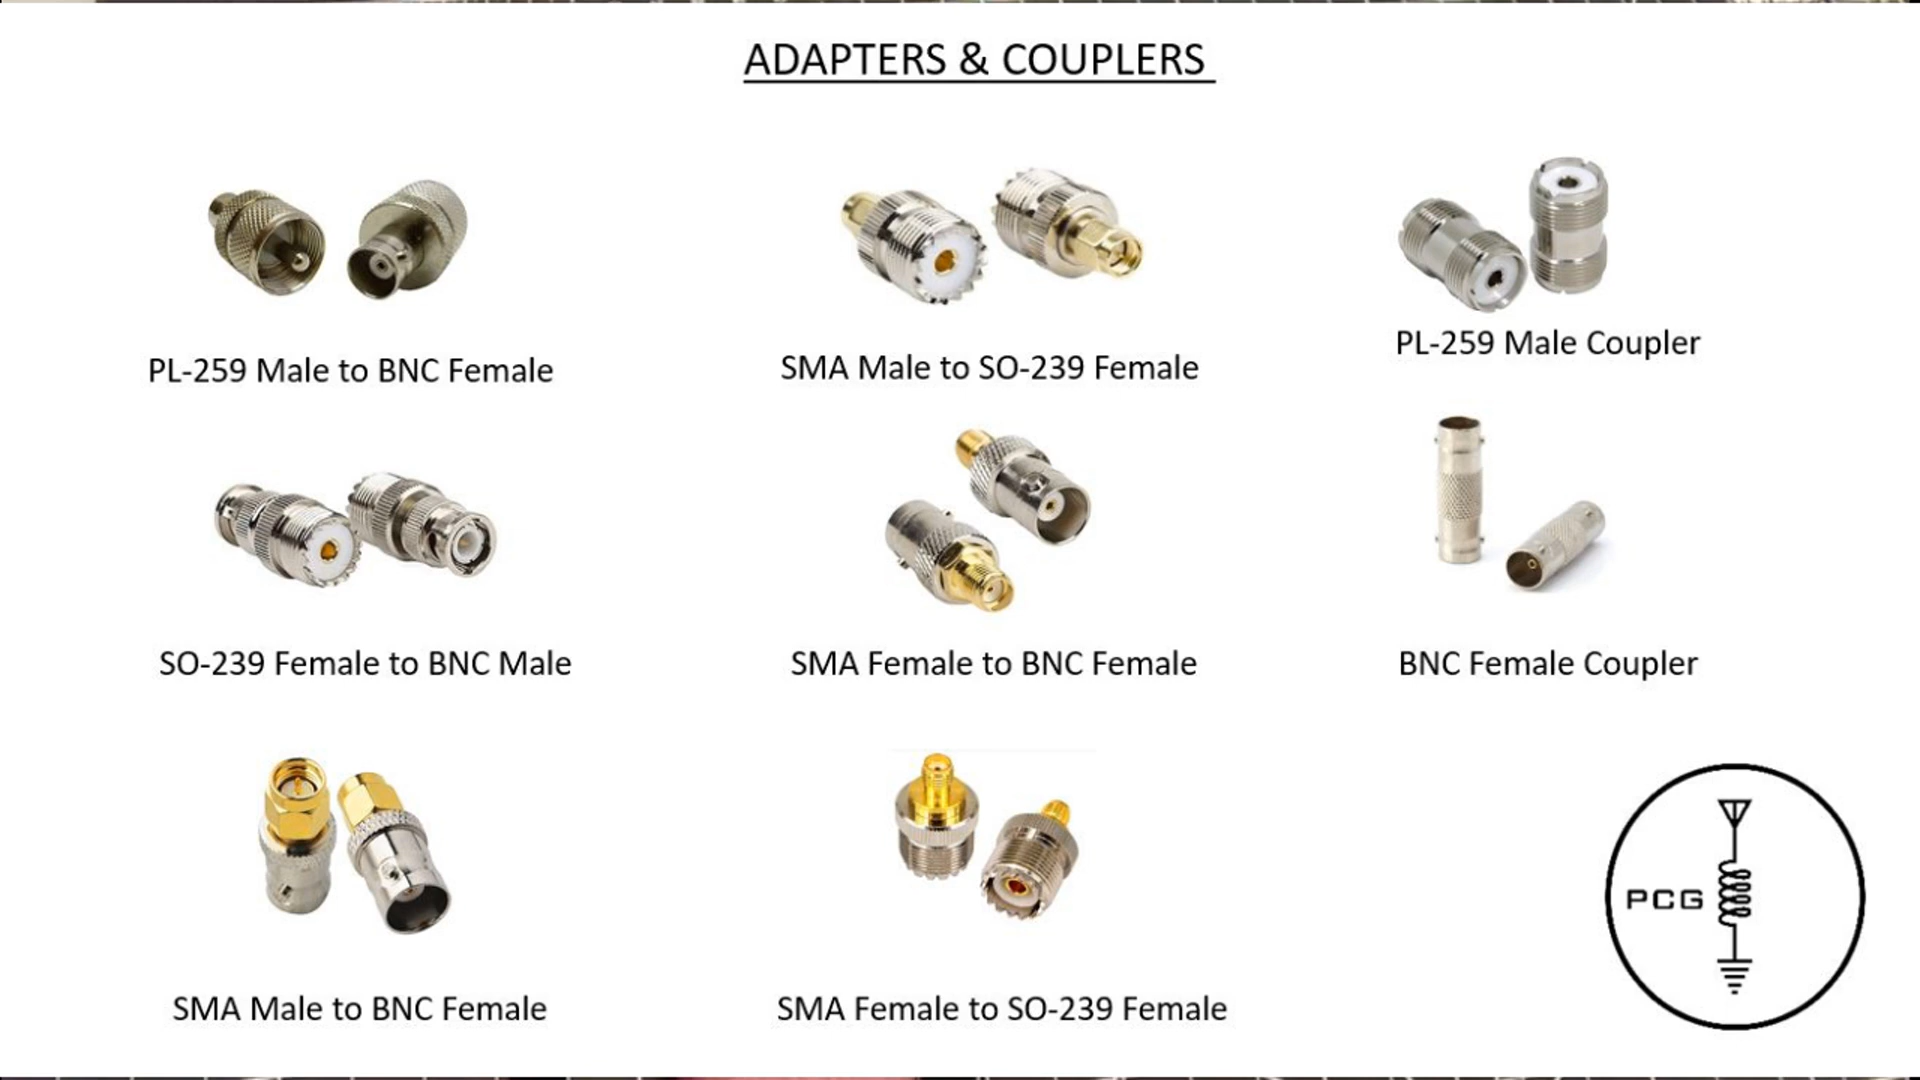 ADAPTERS & COUPLERS
PL-259 Male to BNC Female
SMA Male to SO-239 Female
PL-259 Male Coupler
SO-239 Female to BNC Male
SMA Female to BNC Female
BNC Female Coupler
SMA Male to BNC Female
SMA Female to SO-239 Female
PCG